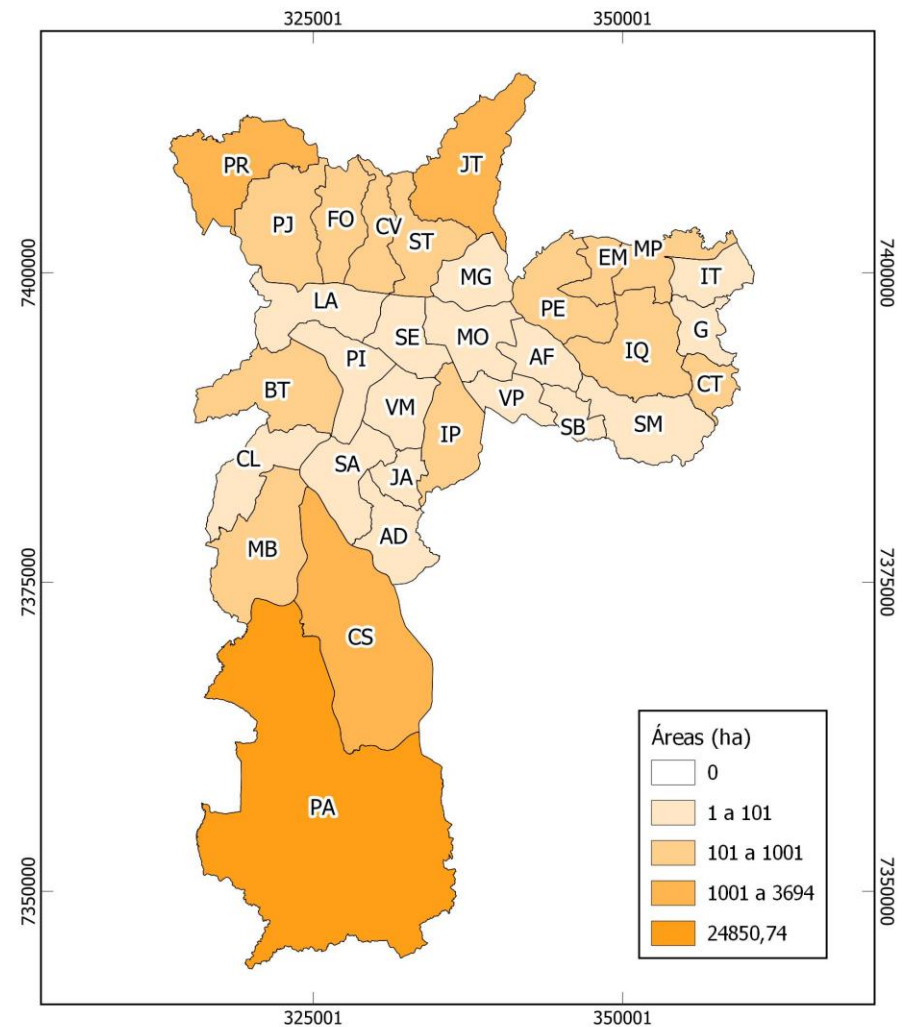 325001 350001
PR
JT
PJ
FO
CV
ST
EM
MP
IT
MG
7400000
7400000
LA
PE
SE
MO
G
PI
AF
IQ
BT
CT
VM
VP
SB
SM
IP
CL
SA
JA
AD
MB
7375000
7375000
CS
Áreas (ha)
0
1 a 101
101 a 1001
1001 a 3694
24850,74
PA
7350000
7350000
325001 350001